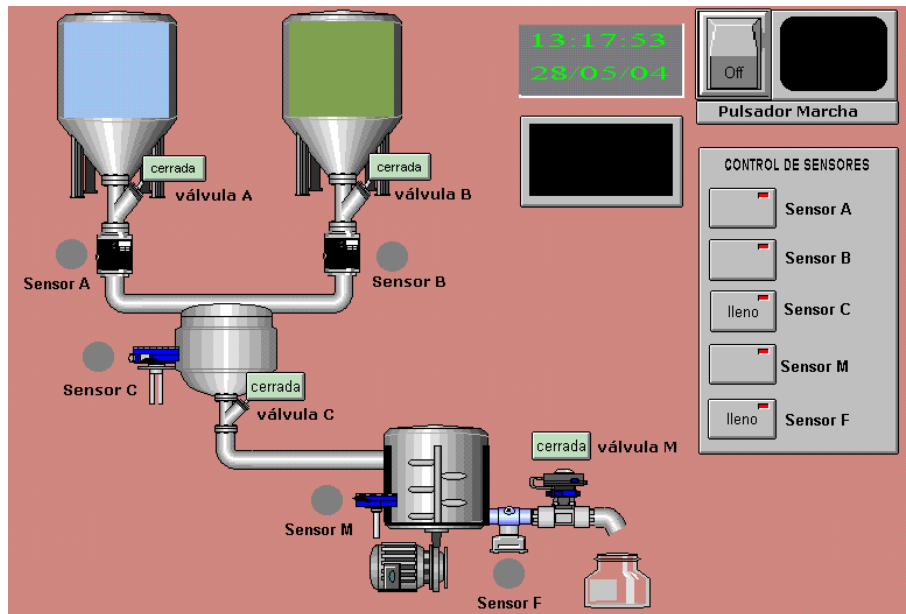 13:17:53
28/05/04
Off
Pulsador Marcha
cerrada
válvula A
cerrada
válvula B
Sensor A
Sensor B
CONTROL DE SENSORES
Sensor A
Sensor B
lleno
Sensor C
Sensor M
lleno
Sensor F
Sensor C
cerrada
válvula C
cerrada
válvula M
Sensor M
Sensor F